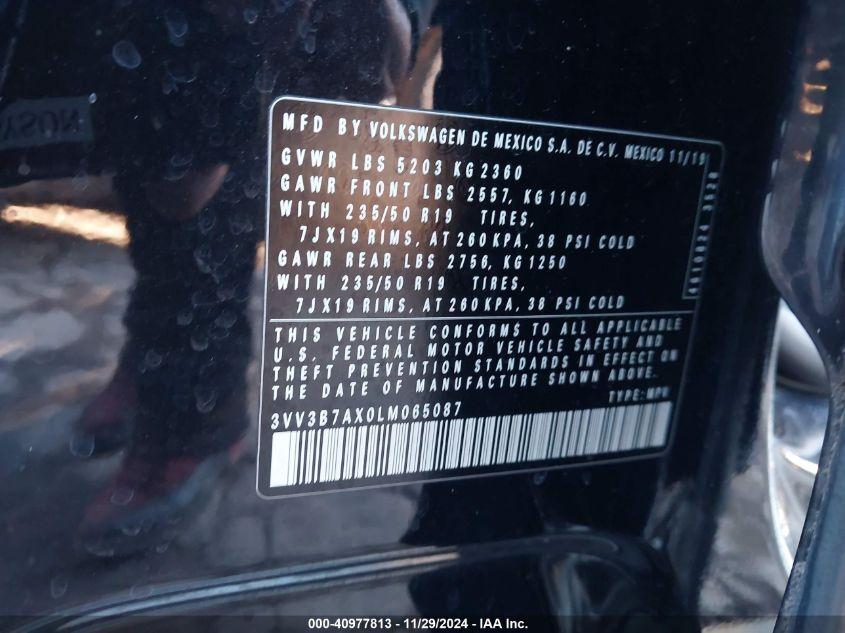 MFD BY VOLKSWAGEN DE MEXICO S.A. DE C.V. MEXICO 11/19
GVWR LBS 5203 KG 2360
GAWR FRONT LBS 2557, KG 1160
WITH 235/50 R19 TIRES,
7JX19 RIMS, AT 260 KPA, 38 PSI COLD
GAWR REAR LBS 2756, KG 1250
WITH 235/50 R19 TIRES,
7JX19 RIMS, AT 260 KPA, 38 PSI COLD
THIS VEHICLE CONFORMS TO ALL APPLICABLE
U.S. FEDERAL MOTOR VEHICLE SAFETY AND
THEFT PREVENTION STANDARDS IN EFFECT ON
THE DATE OF MANUFACTURE SHOWN ABOVE.
TYPE: MPV
3VV3B7AX0LM065087
000-40977813 - 11/29/2024 - IAA Inc.